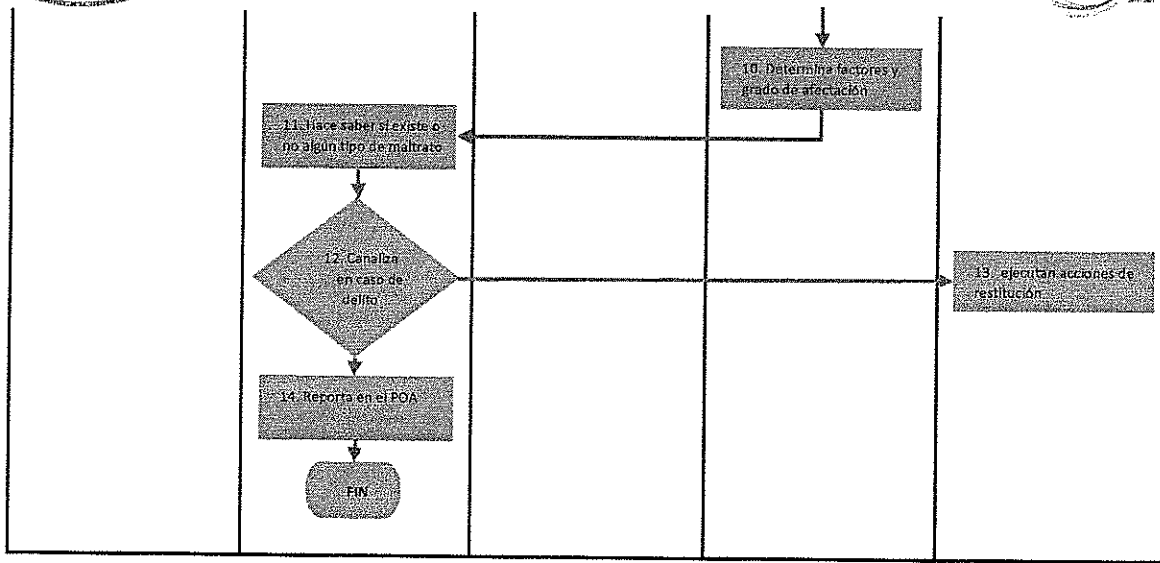 10. Determina factores y
grado de afectación
11. Hace saber si existe o
no algún tipo de maltrato
12. Canaliza
en caso de
delito
13. ejecutan acciones de
restitución
14. Reporta en el POA
FIN